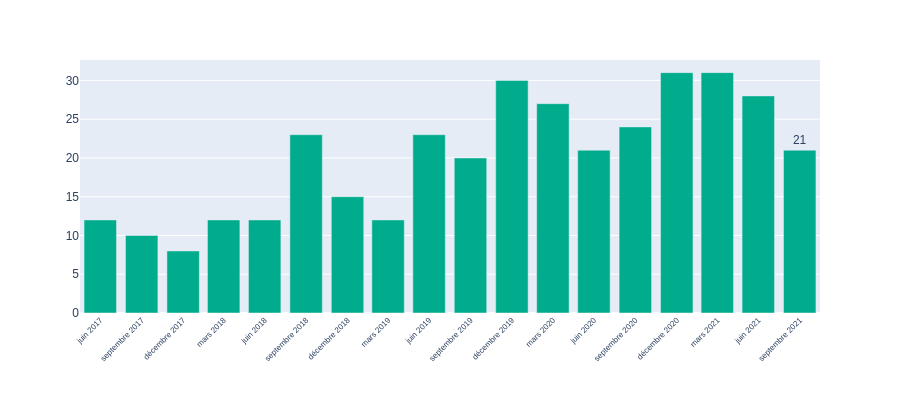 30
25
20
15
10
5
0
21
juin 2017
septembre 2017
décembre 2017
mars 2018
juin 2018
septembre 2018
décembre 2018
mars 2019
juin 2019
septembre 2019
décembre 2019
mars 2020
juin 2020
septembre 2020
décembre 2020
mars 2021
juin 2021
septembre 2021